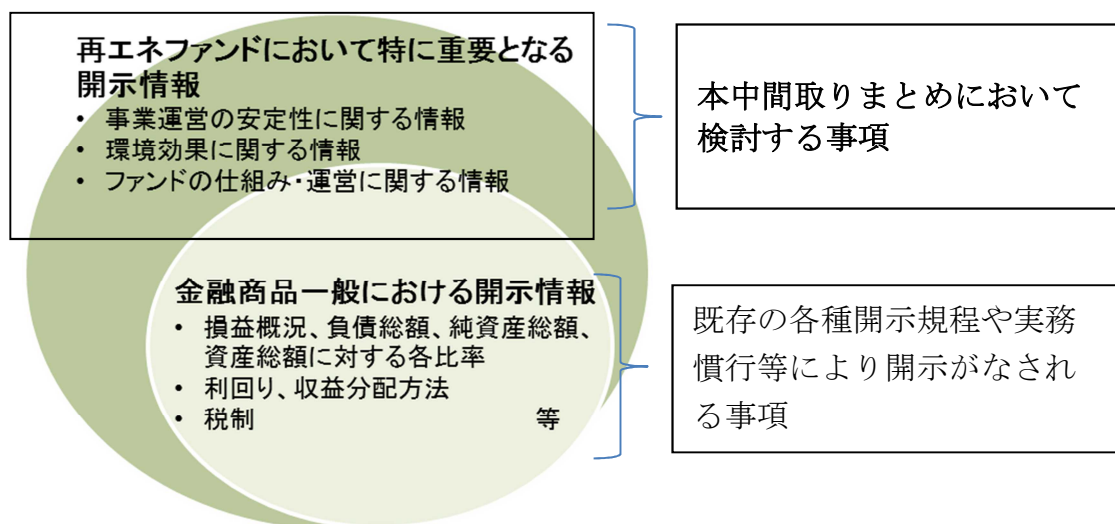 再エネファンドにおいて特に重要となる
開示情報
• 事業運営の安定性に関する情報
• 環境効果に関する情報
• ファンドの仕組み・運営に関する情報
本中間取りまとめにおいて
検討する事項
金融商品一般における開示情報
• 損益概況、負債総額、純資産総額、
資産総額に対する各比率
• 利回り、収益分配方法
• 税制 等
既存の各種開示規程や実務
慣行等により開示がなされ
る事項